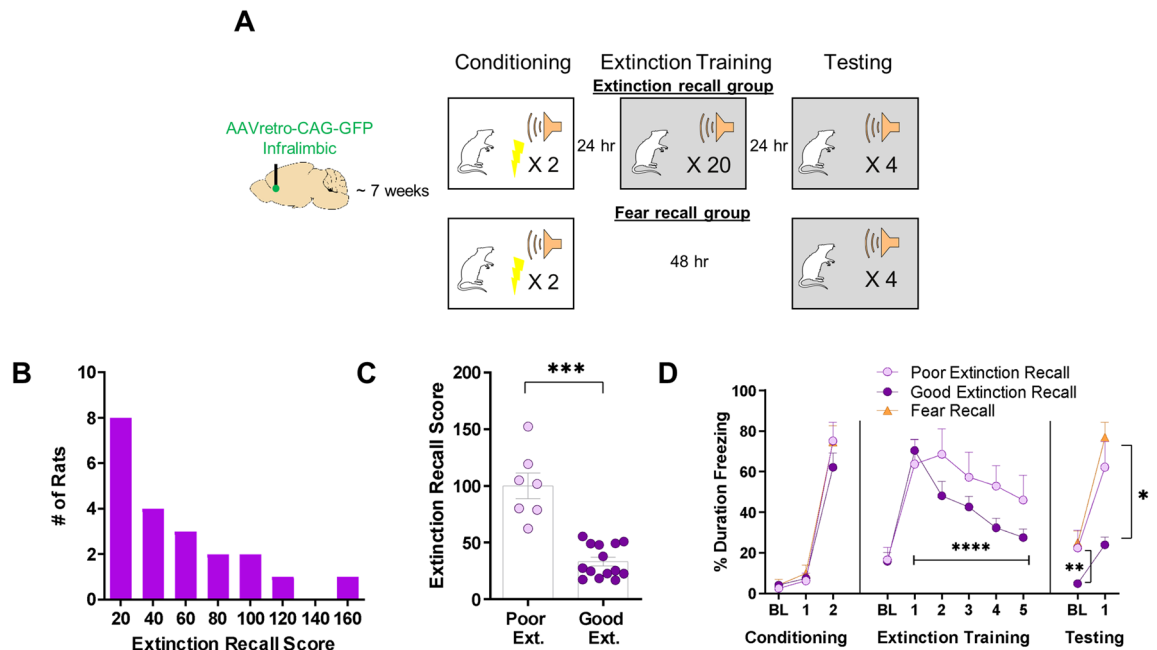 A
Conditioning Extinction Training Testing
Extinction recall group
AAVretro-CAG-GFP
Infralimbic
~ 7 weeks
X 2
24 hr
X 20
24 hr
X 4
Fear recall group
X 2
48 hr
X 4
B
10
8
6
4
2
0
# of Rats
20 40 60 80 100 120 140 160
Extinction Recall Score
C
***
200
150
100
50
0
Extinction Recall Score
Poor Good
Ext. Ext.
D
Poor Extinction Recall
Good Extinction Recall
Fear Recall
100
80
60
40
20
0
% Duration Freezing
****
**
*
BL 1 2 BL 1 2 3 4 5 BL 1
Conditioning Extinction Training Testing